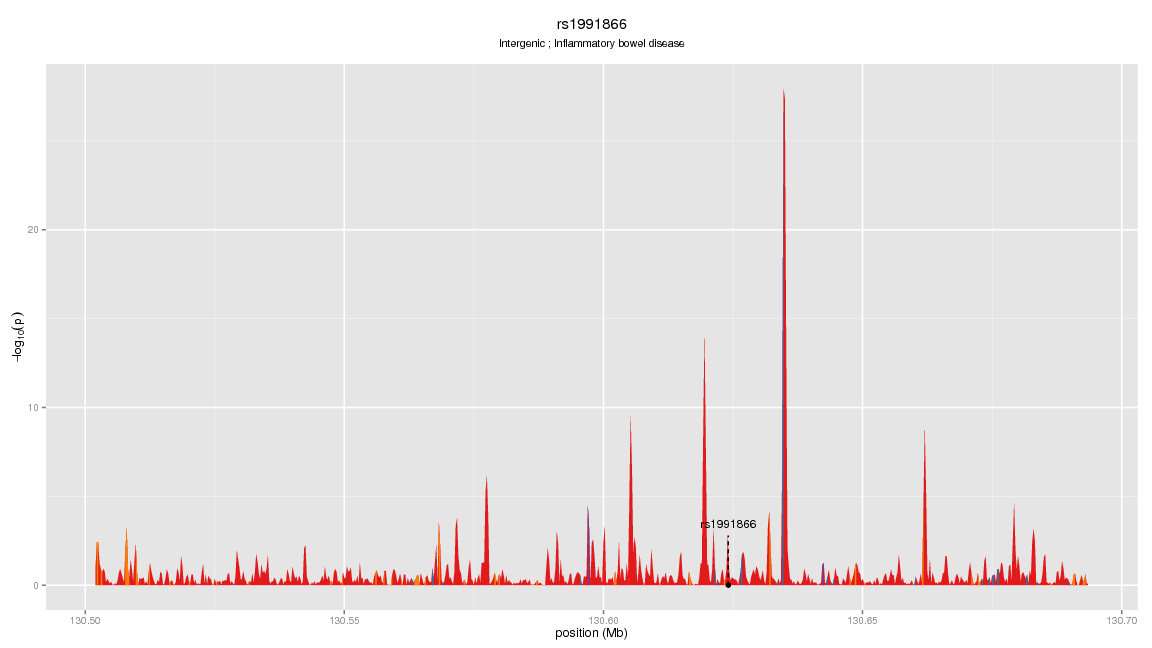 rs1991866
Intergenic ; Inflammatory bowel disease
−log10(p)
20
10
0
rs1991866
130.50 130.55 130.60 130.65 130.70
position (Mb)